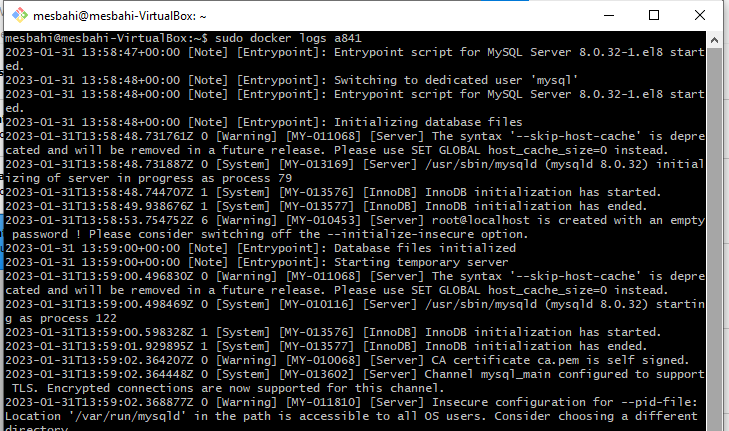 mesbahi@mesbahi-VirtualBox: ~
mesbahi@mesbahi-VirtualBox:~$ sudo docker logs a841
2023-01-31 13:58:47+00:00 [Note] [Entrypoint]: Entrypoint script for MySQL Server 8.0.32-1.el8 start
ed.
2023-01-31 13:58:48+00:00 [Note] [Entrypoint]: Switching to dedicated user 'mysql'
2023-01-31 13:58:48+00:00 [Note] [Entrypoint]: Entrypoint script for MySQL Server 8.0.32-1.el8 start
ed.
2023-01-31 13:58:48+00:00 [Note] [Entrypoint]: Initializing database files
2023-01-31T13:58:48.731761Z 0 [Warning] [MY-011068] [Server] The syntax '--skip-host-cache' is depre
cated and will be removed in a future release. Please use SET GLOBAL host_cache_size=0 instead.
2023-01-31T13:58:48.731887Z 0 [System] [MY-013169] [Server] /usr/sbin/mysqld (mysqld 8.0.32) initial
izing of server in progress as process 79
2023-01-31T13:58:48.744707Z 1 [System] [MY-013576] [InnoDB] InnoDB initialization has started.
2023-01-31T13:58:49.938676Z 1 [System] [MY-013577] [InnoDB] InnoDB initialization has ended.
2023-01-31T13:58:53.754752Z 6 [Warning] [MY-010453] [Server] root@localhost is created with an empty
password ! Please consider switching off the --initialize-insecure option.
2023-01-31 13:59:00+00:00 [Note] [Entrypoint]: Database files initialized
2023-01-31 13:59:00+00:00 [Note] [Entrypoint]: Starting temporary server
2023-01-31T13:59:00.496830Z 0 [Warning] [MY-011068] [Server] The syntax '--skip-host-cache' is depre
cated and will be removed in a future release. Please use SET GLOBAL host_cache_size=0 instead.
2023-01-31T13:59:00.498469Z 0 [System] [MY-010116] [Server] /usr/sbin/mysqld (mysqld 8.0.32) startin
g as process 122
2023-01-31T13:59:00.598328Z 1 [System] [MY-013576] [InnoDB] InnoDB initialization has started.
2023-01-31T13:59:01.929895Z 1 [System] [MY-013577] [InnoDB] InnoDB initialization has ended.
2023-01-31T13:59:02.364207Z 0 [Warning] [MY-010068] [Server] CA certificate ca.pem is self signed.
2023-01-31T13:59:02.364448Z 0 [System] [MY-013602] [Server] Channel mysql_main configured to support
TLS. Encrypted connections are now supported for this channel.
2023-01-31T13:59:02.368877Z 0 [Warning] [MY-011810] [Server] Insecure configuration for --pid-file:
Location '/var/run/mysqld' in the path is accessible to all OS users. Consider choosing a different
directory